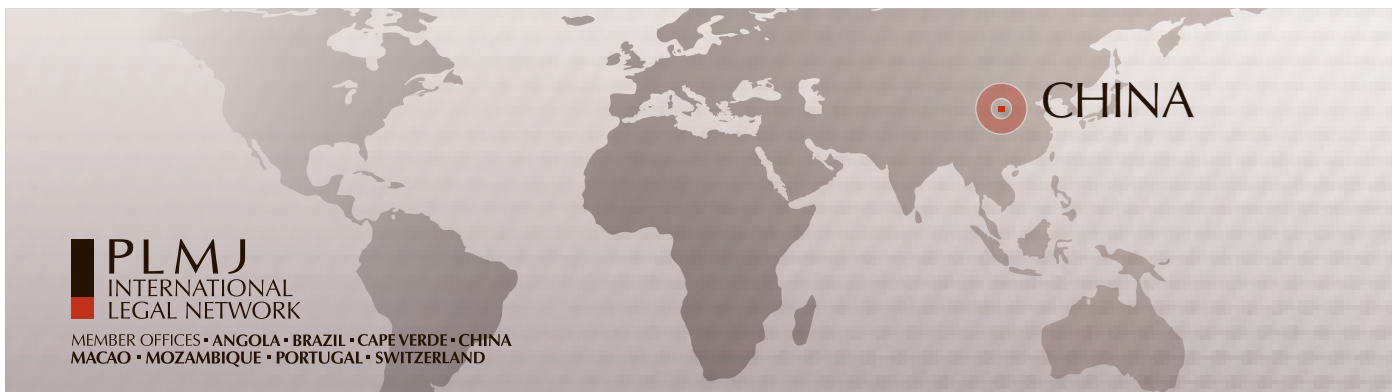 CHINA
PLMJ
INTERNATIONAL
LEGAL NETWORK
MEMBER OFFICES ▪ ANGOLA ▪ BRAZIL ▪ CAPE VERDE ▪ CHINA
MACAO ▪ MOZAMBIQUE ▪ PORTUGAL ▪ SWITZERLAND